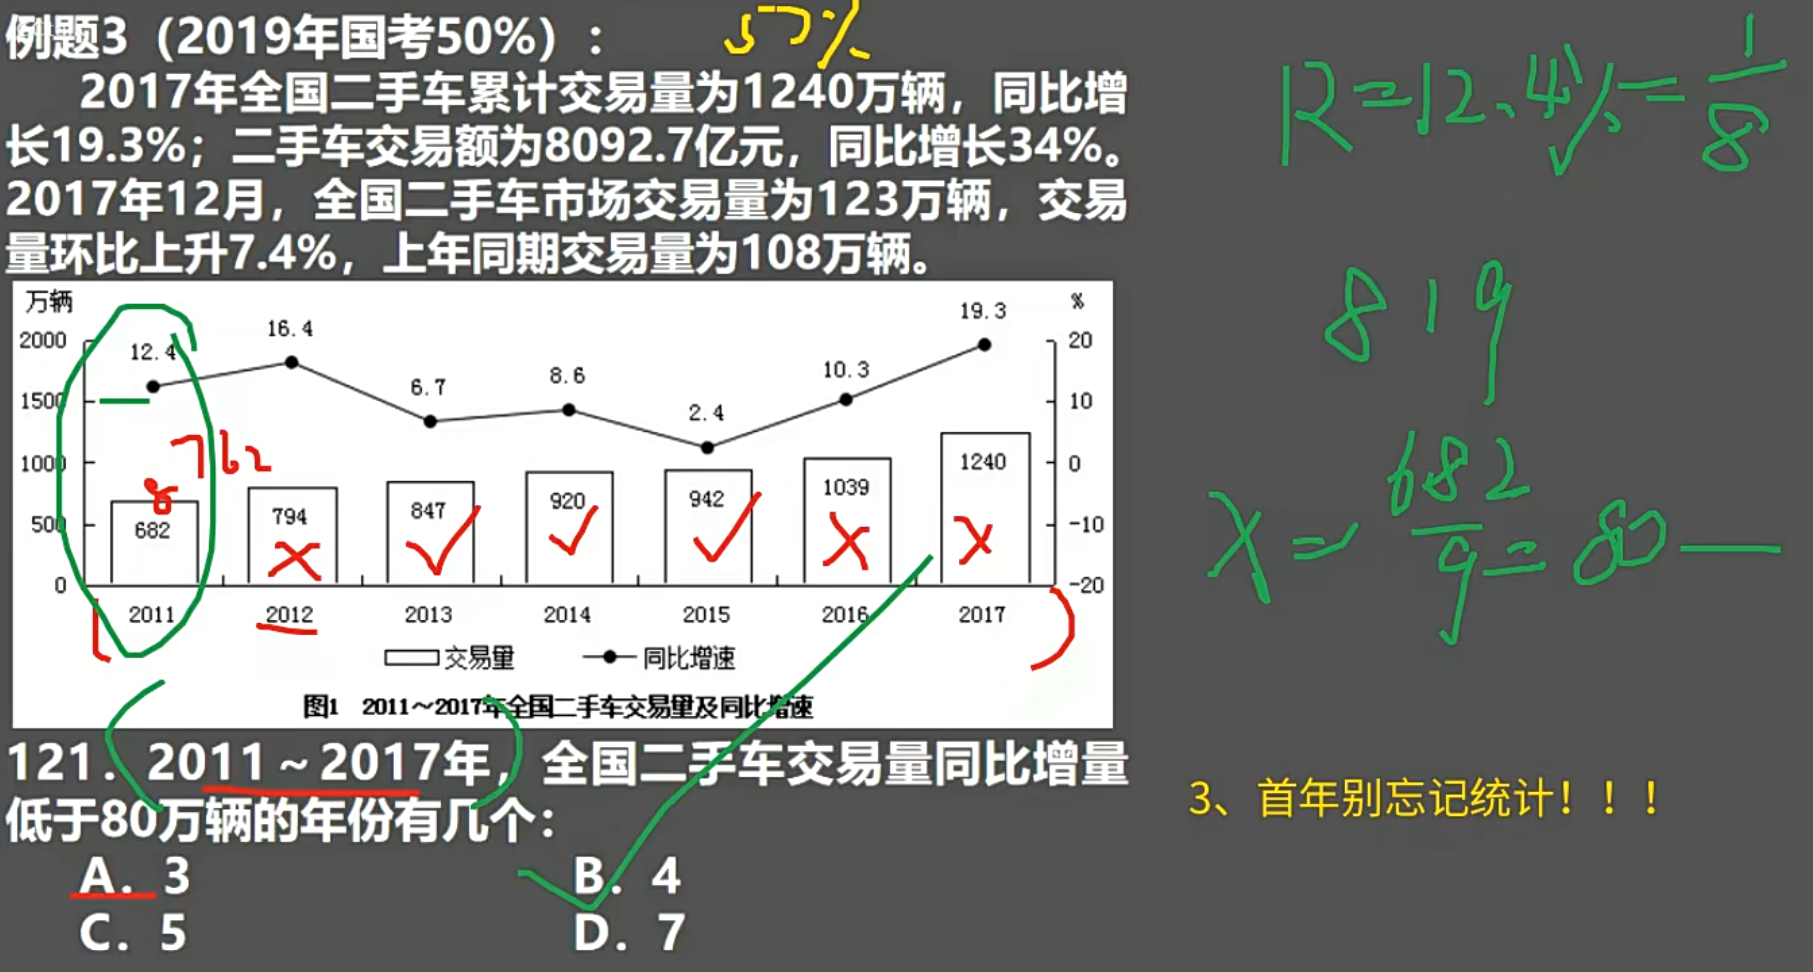 例题3（2019年国考50%）：
57%
2017年全国二手车累计交易量为1240万辆，同比增
长19.3%；二手车交易额为8092.7亿元，同比增长34%。
2017年12月，全国二手车市场交易量为123万辆，交易
量环比上升7.4%，上年同期交易量为108万辆。
R=12.4%=1/8
819
X=682/9=80—
万辆 %
2000 1500 1000 500 0
20 10 0 -10 -20
12.4 16.4 6.7 8.6 2.4 10.3 19.3
762
8
682 794 847 920 942 1039 1240
2011 2012 2013 2014 2015 2016 2017
交易量 同比增速
图1 2011～2017年全国二手车交易量及同比增速
121．2011～2017年，全国二手车交易量同比增量
低于80万辆的年份有几个：
A．3 B．4
C．5 D．7
3、首年别忘记统计！！！